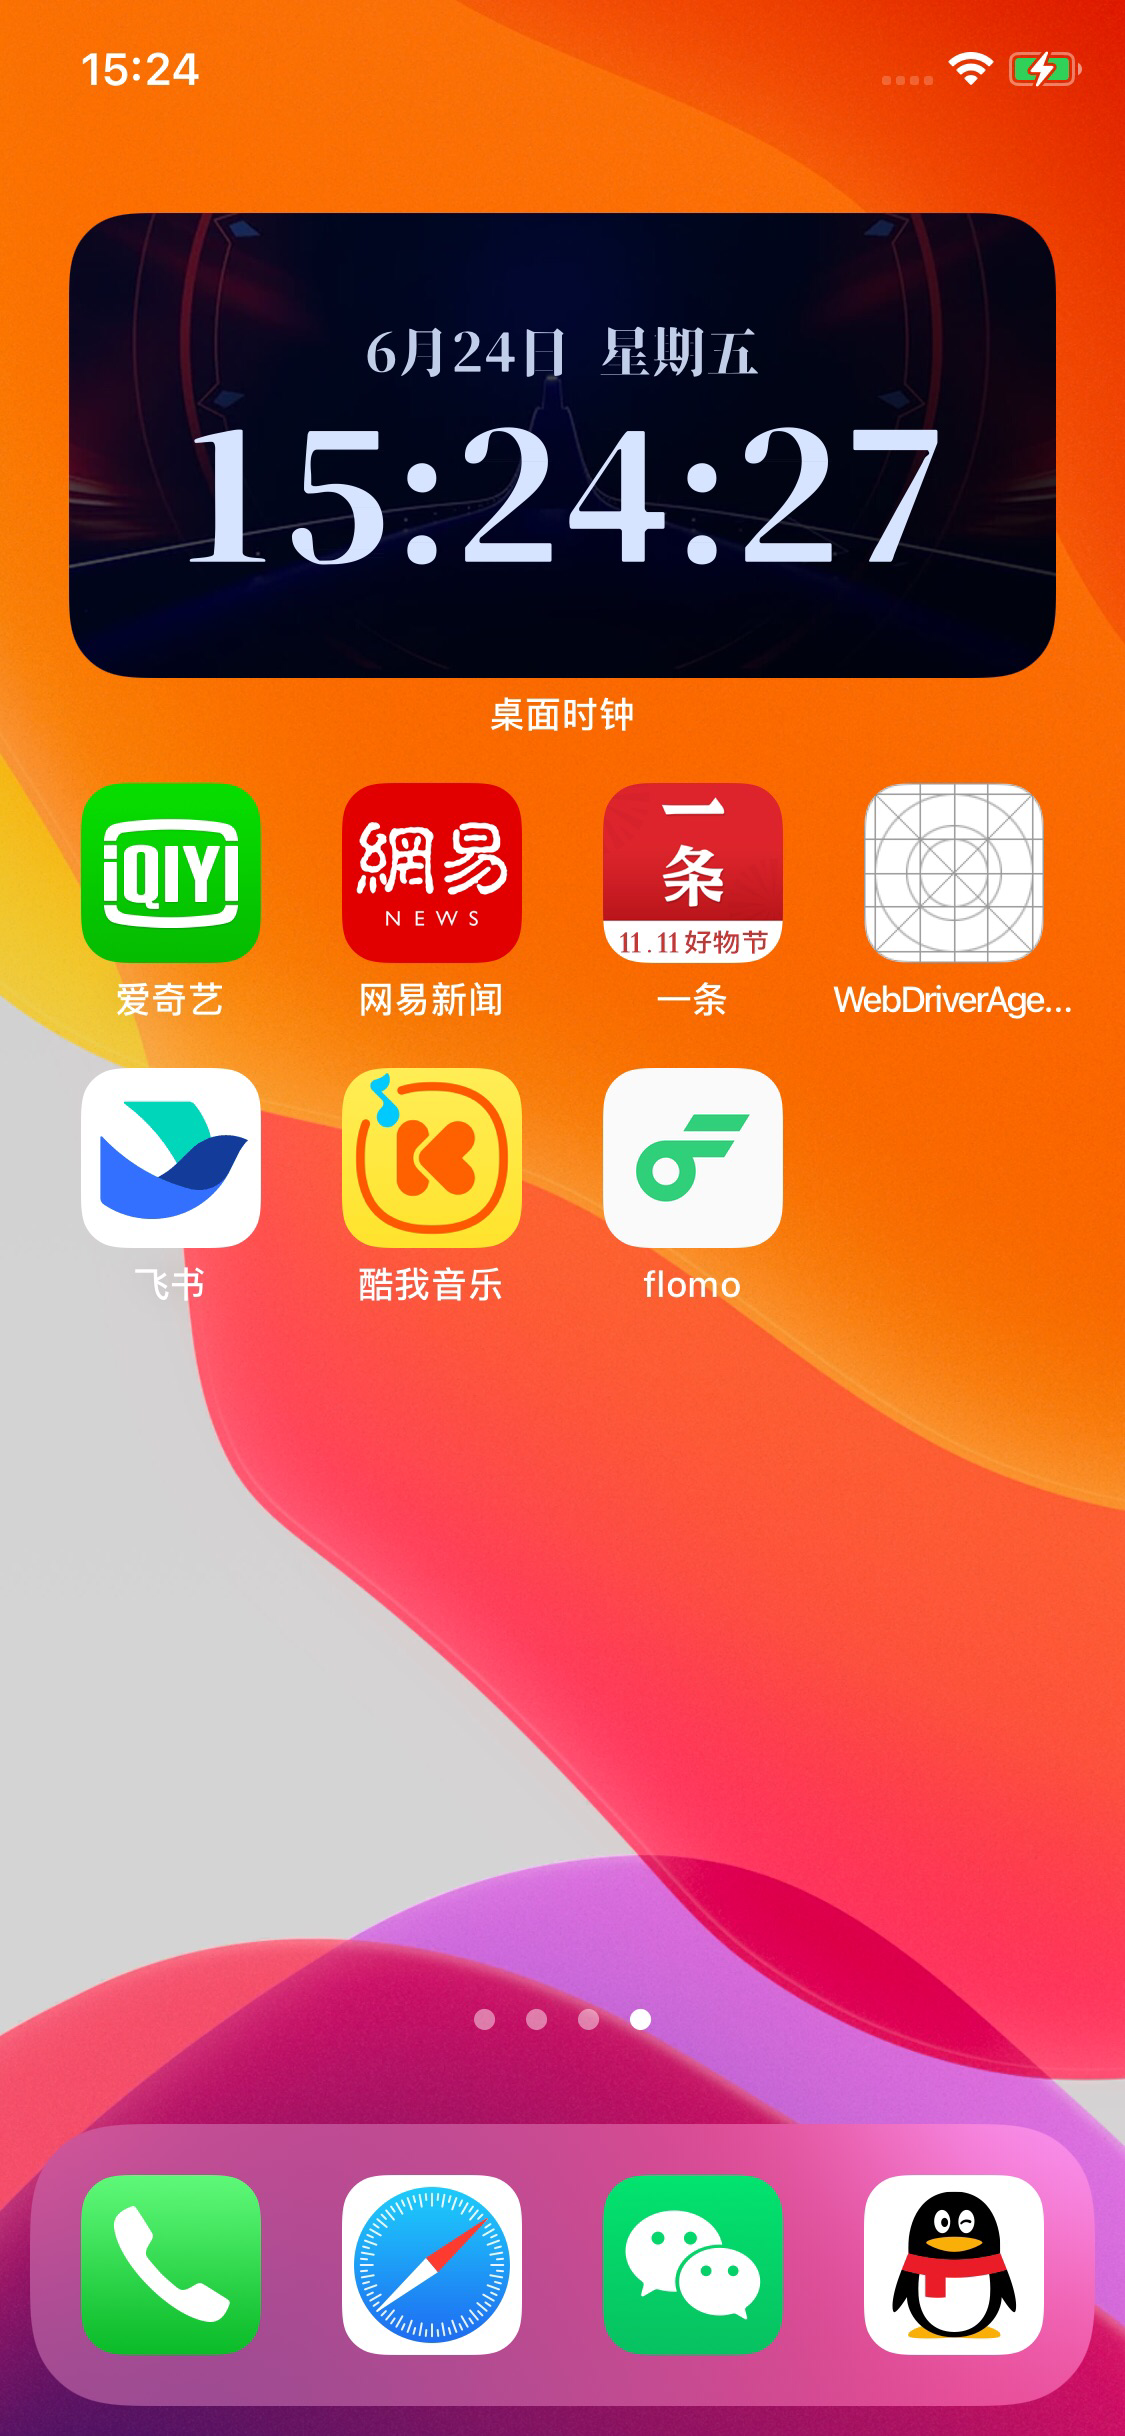 15:24
6月24日 星期五
15:24:27
桌面时钟
iQIYI
網易
NEWS
一
条
11.11好物节
爱奇艺
网易新闻
一条
WebDriverAge...
飞书
酷我音乐
flomo